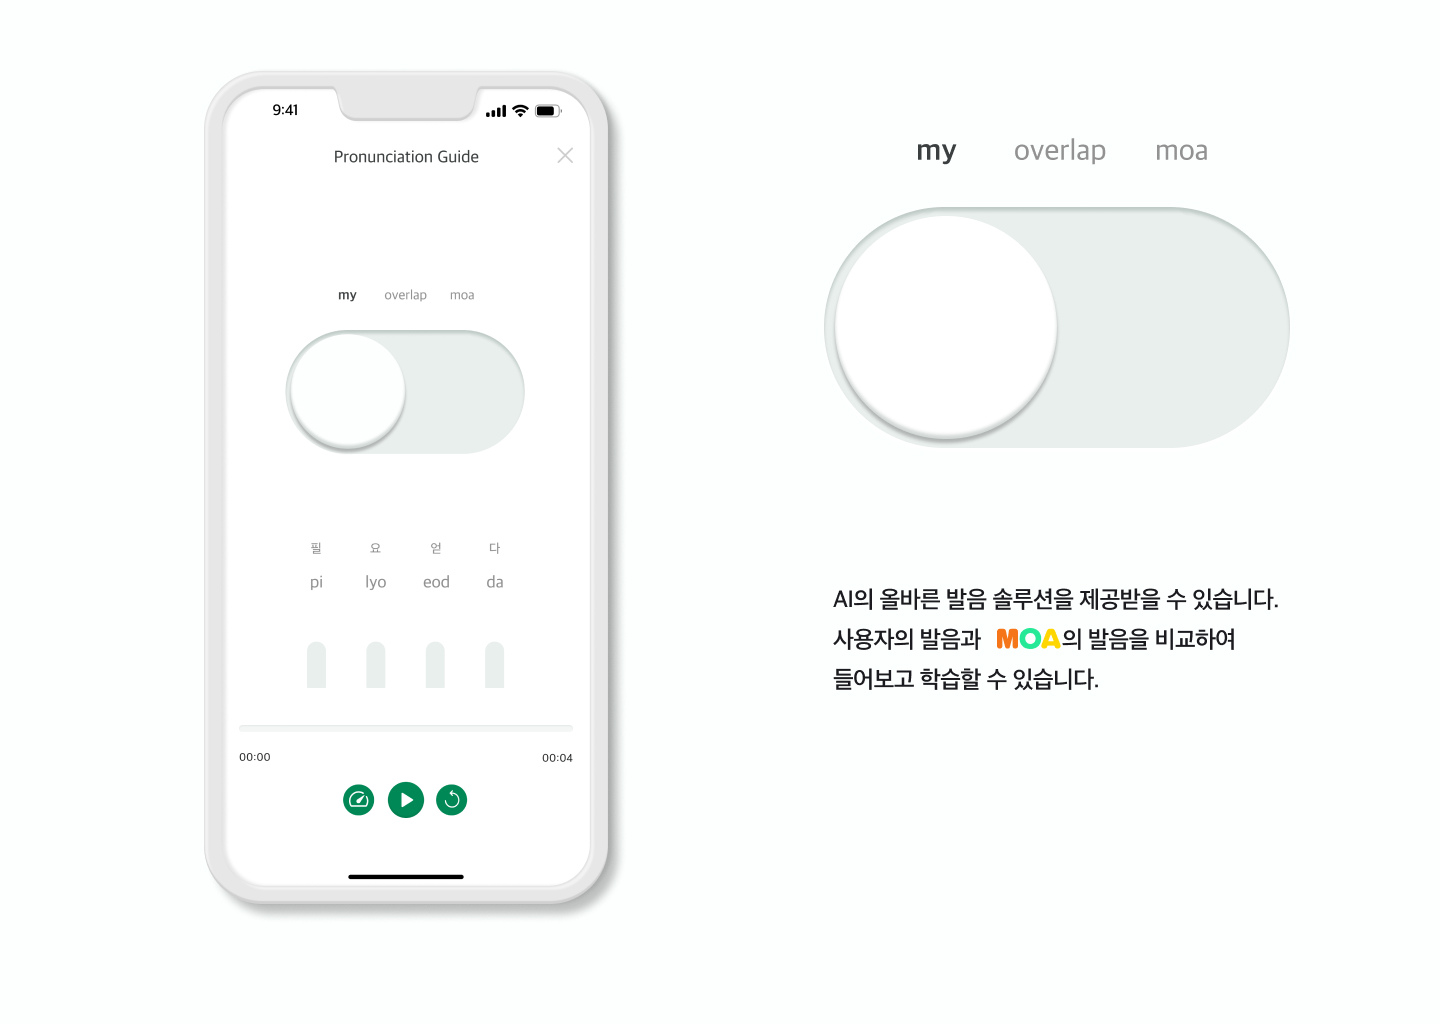 9:41
Pronunciation Guide
my overlap moa
필 요 얻 다
pi lyo eod da
00:00 00:04
my overlap moa
AI의 올바른 발음 솔루션을 제공받을 수 있습니다.
사용자의 발음과 MOA의 발음을 비교하여
들어보고 학습할 수 있습니다.